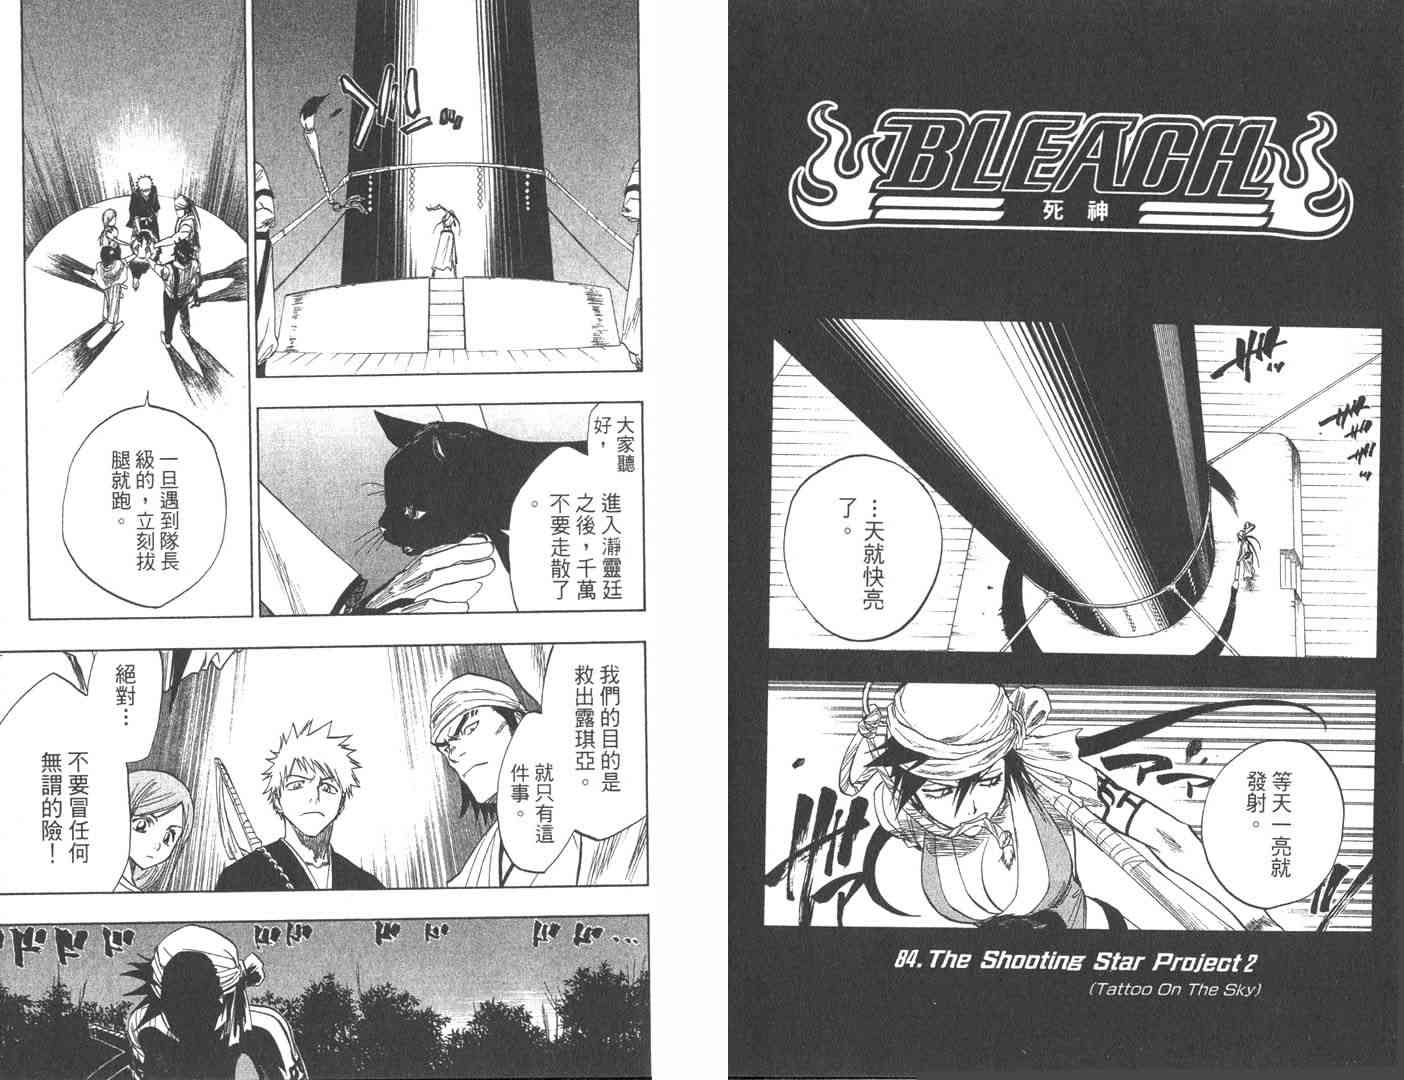 BLEACH
死神
…天就快亮
了。
等天一亮就
發射。
84. The Shooting Star Project 2
(Tattoo On The Sky)
大家聽
好，
進入瀞靈廷
之後，千萬
不要走散了
。
一旦遇到隊長
級的，立刻拔
腿就跑。
我們的目的是
救出露琪亞。
就只有這
件事。
絕對…
不要冒任何
無謂的險！